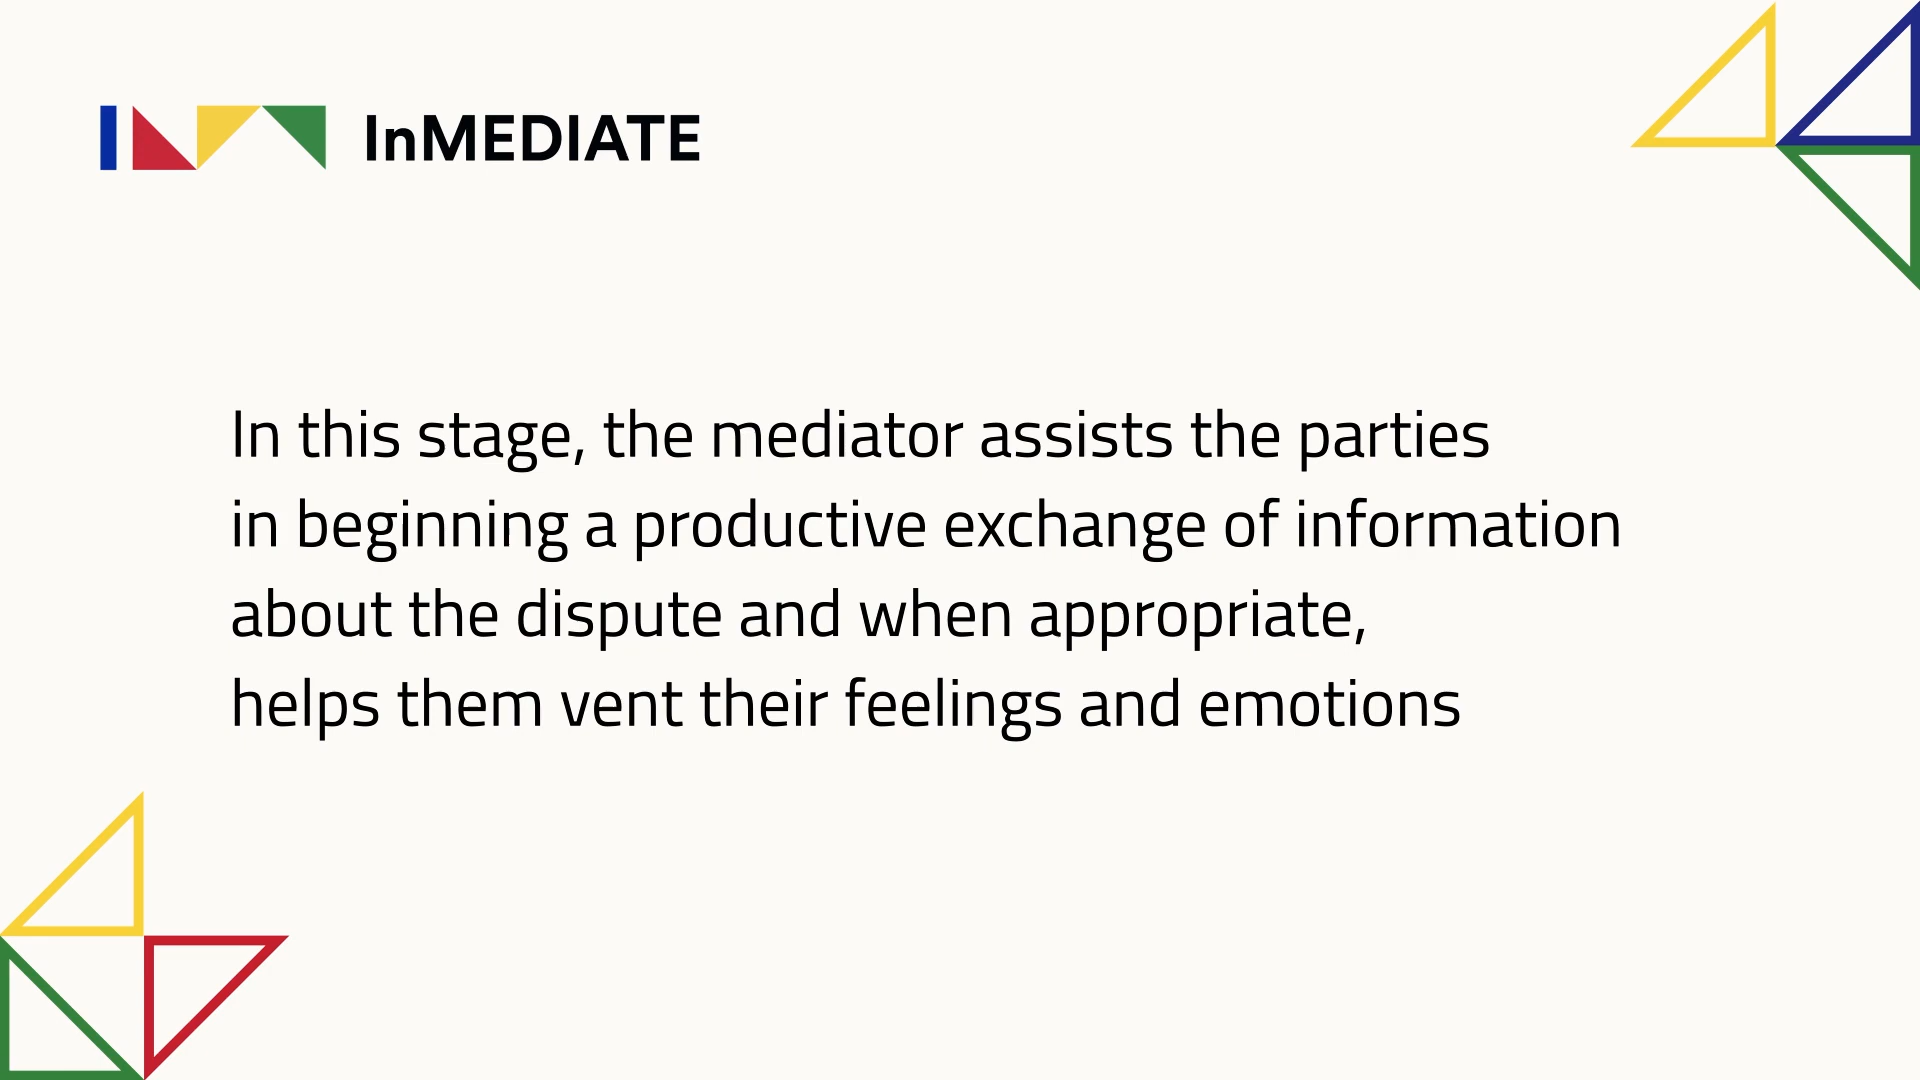 InMEDIATE
In this stage, the mediator assists the parties
in beginning a productive exchange of information
about the dispute and when appropriate,
helps them vent their feelings and emotions